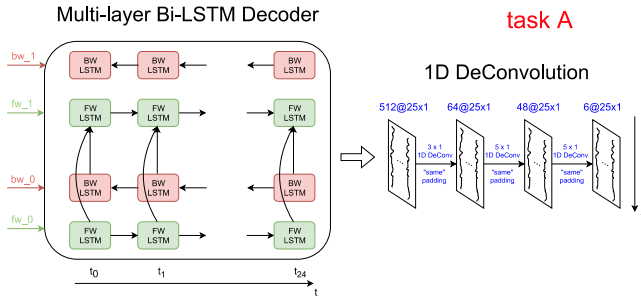 Multi-layer Bi-LSTM Decoder
task A
bw_1
BW
LSTM
BW
LSTM
BW
LSTM
fw_1
FW
LSTM
FW
LSTM
FW
LSTM
bw_0
BW
LSTM
BW
LSTM
BW
LSTM
fw_0
FW
LSTM
FW
LSTM
FW
LSTM
t0
t1
t24
t
1D DeConvolution
512@25x1 64@25x1 48@25x1 6@25x1
3 x 1
1D DeConv
"same"
padding
5 x 1
1D DeConv
"same"
padding
5 x 1
1D DeConv
"same"
padding